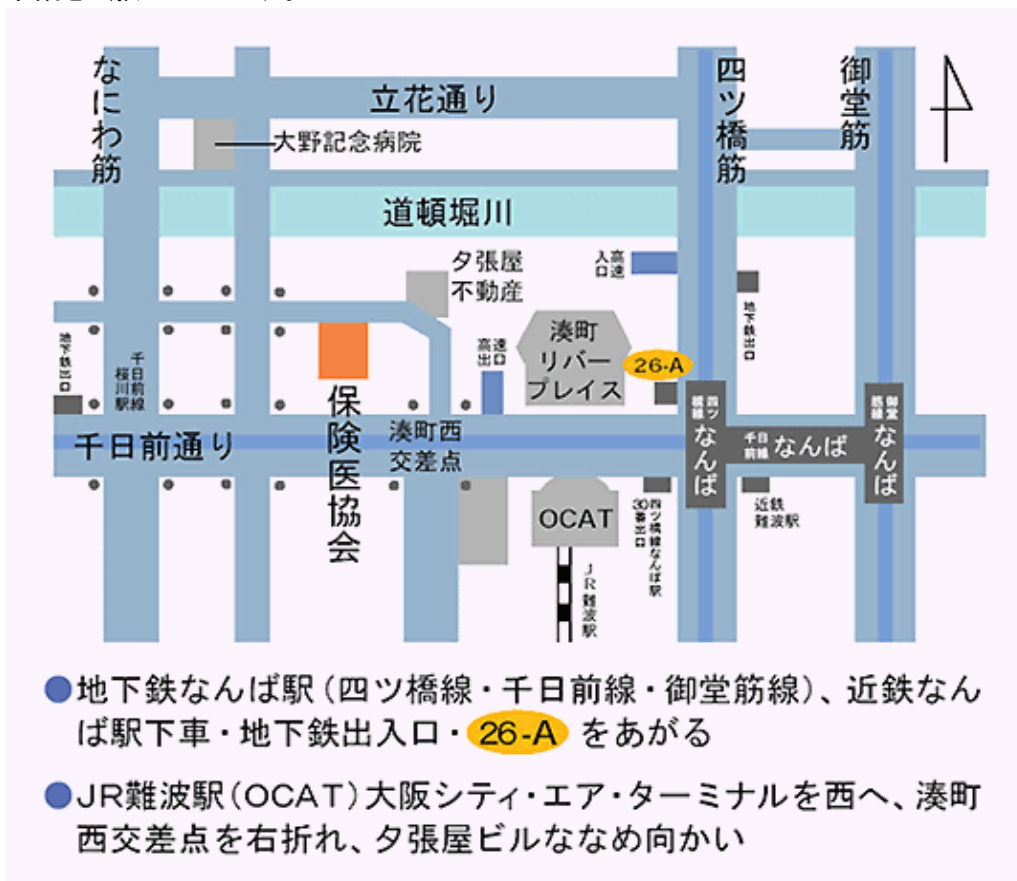 なにわ筋
立花通り
四ツ橋筋
御堂筋
大野記念病院
道頓堀川
夕張屋
不動産
高速
入口
地下鉄出口
湊町
リバー
プレイス
26-A
地下鉄出口
千日前線
桜川駅
高速
出口
保険医協会
千日前通り
湊町西
交差点
四ツ
橋線
なんば
千日
前線
なんば
御堂
筋線
なんば
OCAT
四ツ橋線なんば駅
30番出口
近鉄
難波駅
JR難波駅
●地下鉄なんば駅(四ツ橋線・千日前線・御堂筋線)、近鉄なん
ば駅下車・地下鉄出入口・26-Aをあがる
●JR難波駅(OCAT)大阪シティ・エア・ターミナルを西へ、湊町
西交差点を右折れ、夕張屋ビルななめ向かい